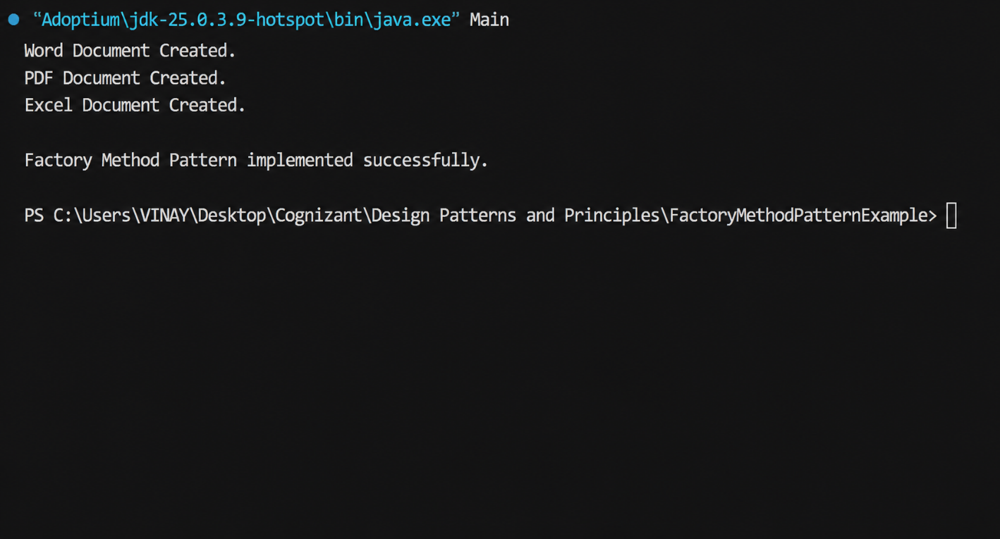 “Adoptium\jdk-25.0.3.9-hotspot\bin\java.exe” Main
Word Document Created.
PDF Document Created.
Excel Document Created.
Factory Method Pattern implemented successfully.
PS C:\Users\VINAY\Desktop\Cognizant\Design Patterns and Principles\FactoryMethodPatternExample>